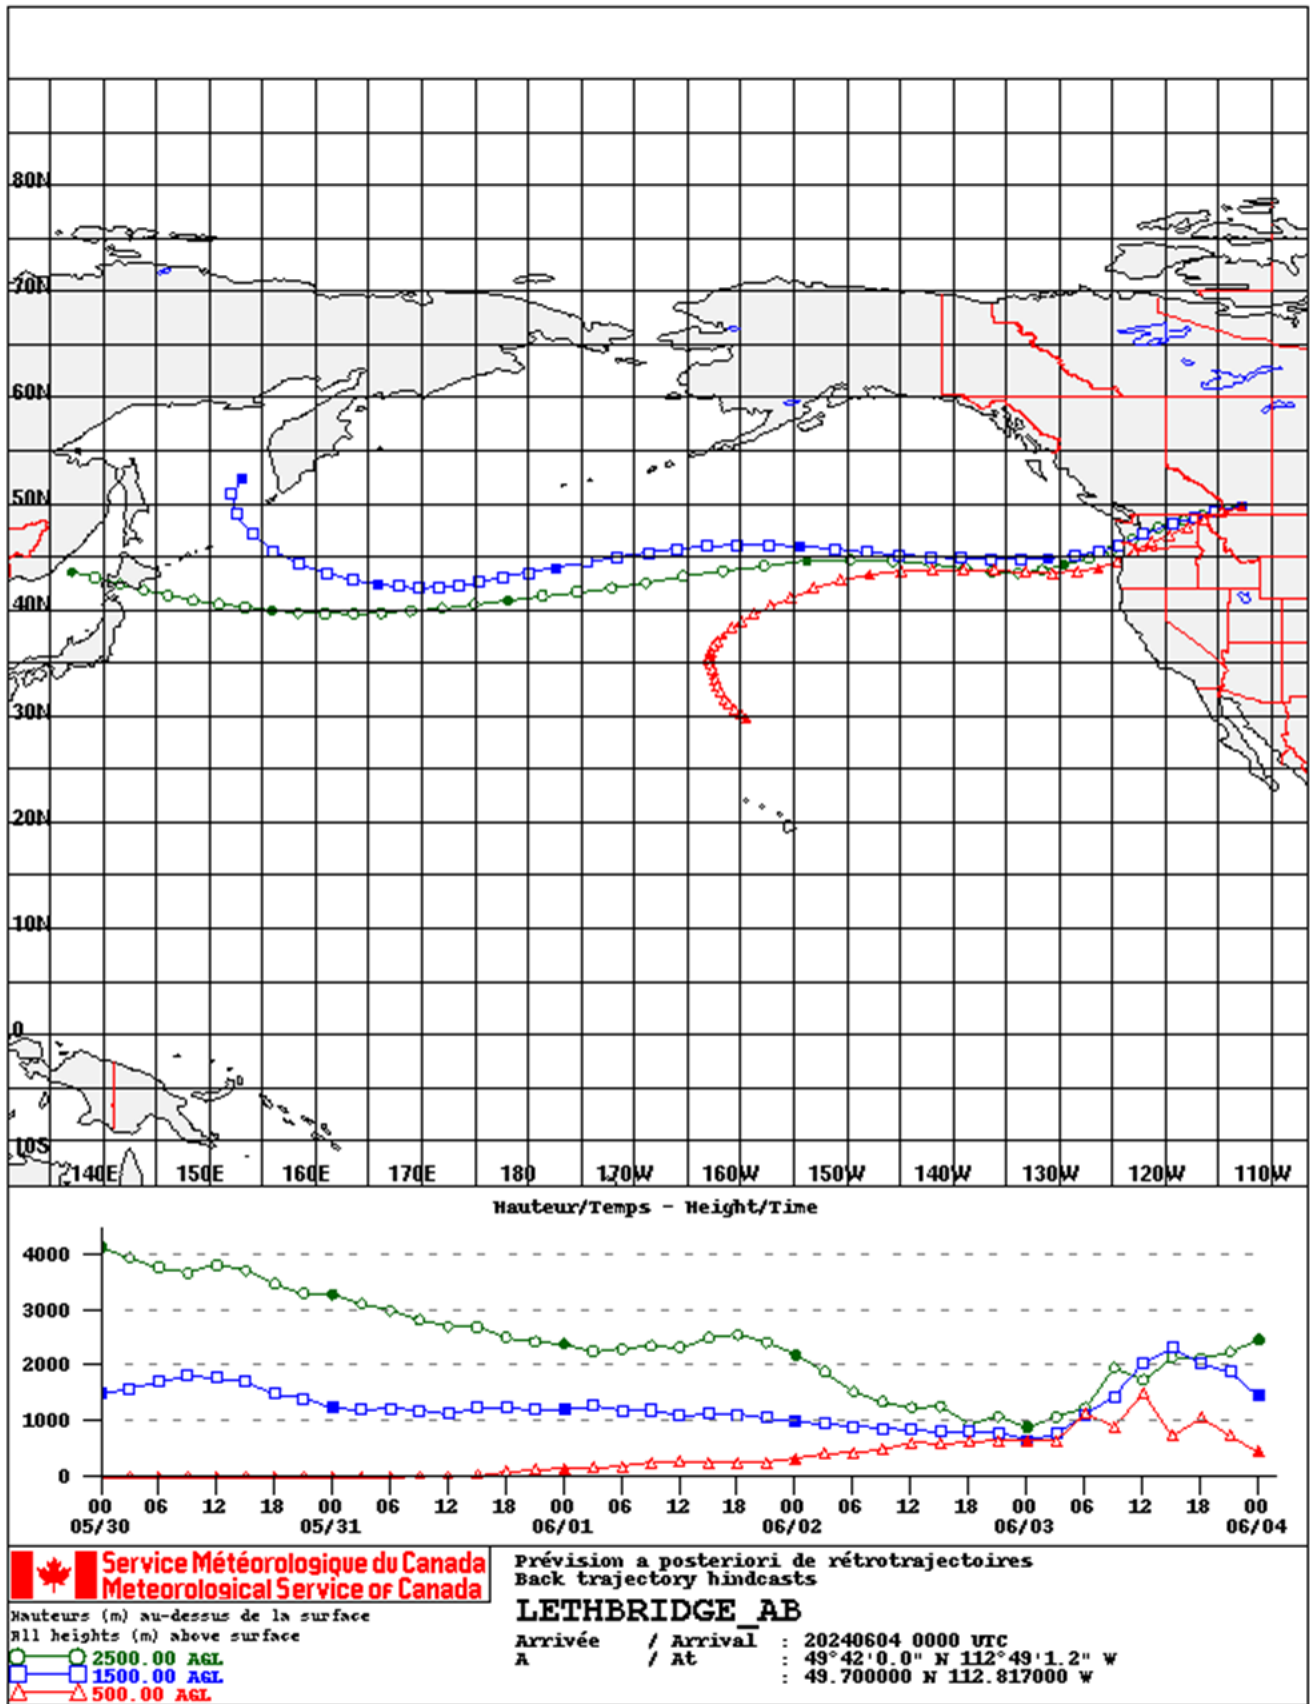 80N
70N
60N
50N
40N
30N
20N
10N
0
10S
140E 150E 160E 170E 180 170W 160W 150W 140W 130W 120W 110W
Hauteur/Temps - Height/Time
4000
3000
2000
1000
0
00 06 12 18 00 06 12 18 00 06 12 18 00 06 12 18 00 06 12 18 00
05/30 05/31 06/01 06/02 06/03 06/04
Service Météorologique du Canada
Meteorological Service of Canada
Hauteurs (m) au-dessus de la surface
All heights (m) above surface
2500.00 AGL
1500.00 AGL
500.00 AGL
Prévision a posteriori de rétrotrajectoires
Back trajectory hindcasts
LETHBRIDGE_AB
Arrivée / Arrival : 20240604 0000 UTC
A / At : 49°42'0.0" N 112°49'1.2" W
: 49.700000 N 112.817000 W